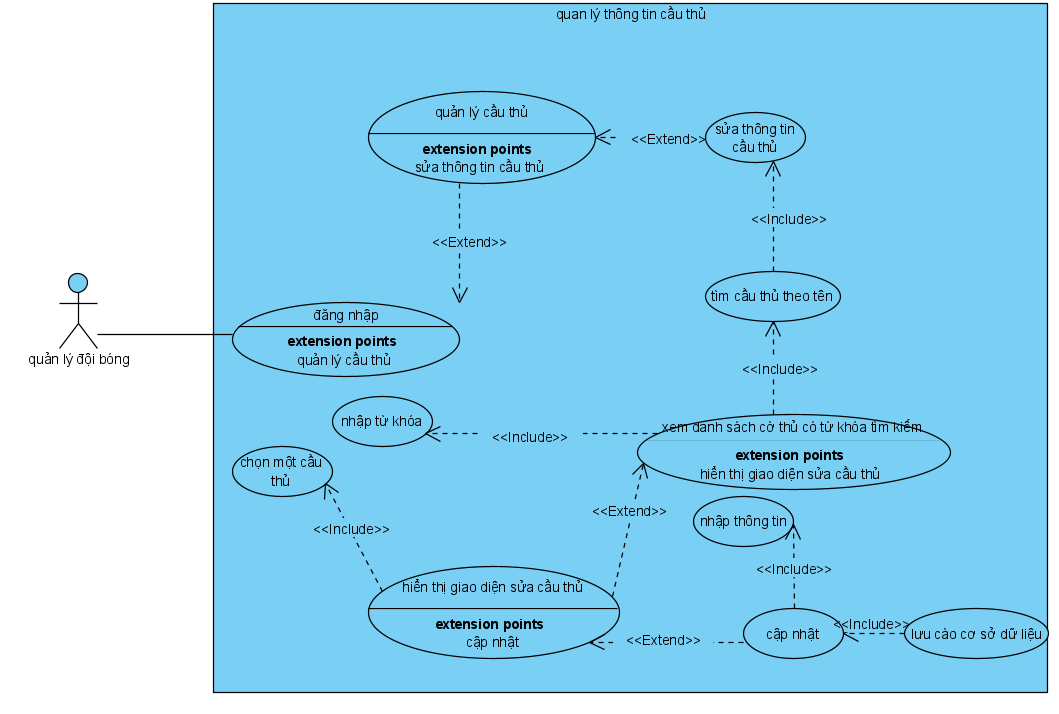 quan lý thông tin cầu thủ
quản lý cầu thủ
extension points
sửa thông tin cầu thủ
<<Extend>>
sửa thông tin
cầu thủ
<<Include>>
<<Extend>>
tìm cầu thủ theo tên
đăng nhập
extension points
quản lý cầu thủ
quản lý đội bóng
<<Include>>
nhập từ khóa
<<Include>>
xem danh sách cờ thủ có từ khóa tìm kiếm
extension points
hiển thị giao diện sửa cầu thủ
chọn một cầu
thủ
<<Extend>>
nhập thông tin
<<Include>>
<<Include>>
hiển thị giao diện sửa cầu thủ
extension points
cập nhật
<<Extend>>
cập nhật
<<Include>>
lưu cào cơ sở dữ liệu